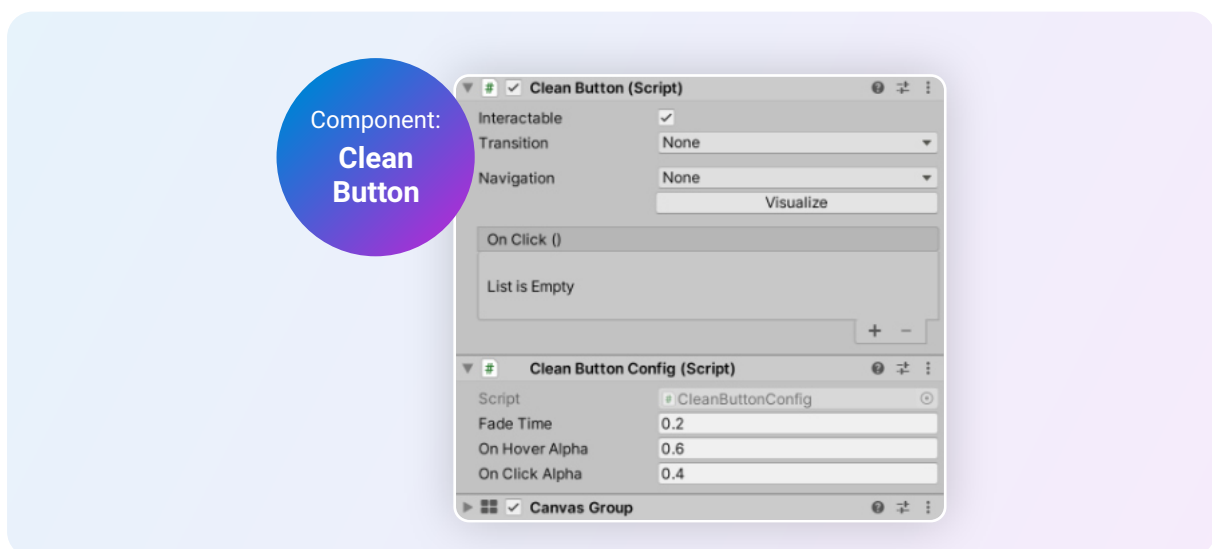 Component:
Clean
Button
Clean Button (Script)
Interactable
Transition None
Navigation None
Visualize
On Click ()
List is Empty
+ −
# Clean Button Config (Script)
Script # CleanButtonConfig
Fade Time 0.2
On Hover Alpha 0.6
On Click Alpha 0.4
Canvas Group